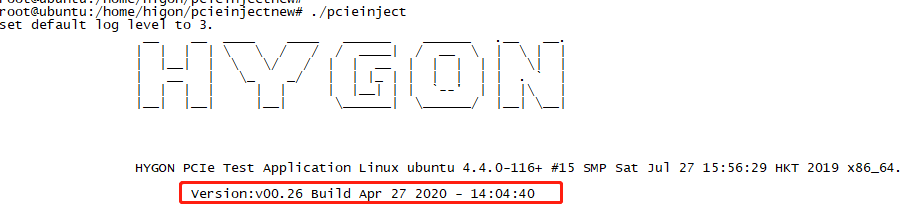 root@ubuntu:/home/higon/pcieinjectnew#
root@ubuntu:/home/higon/pcieinjectnew# ./pcieinject
set default log level to 3.
HYGON
HYGON PCIe Test Application Linux ubuntu 4.4.0-116+ #15 SMP Sat Jul 27 15:56:29 HKT 2019 x86_64.
Version:v00.26 Build Apr 27 2020 - 14:04:40